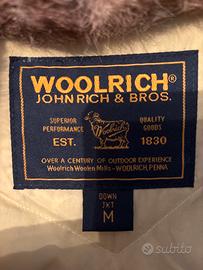 WOOLRICH®
JOHN RICH & BROS.
SUPERIOR PERFORMANCE
QUALITY GOODS
Woolrich
EST. 1830
OVER A CENTURY OF OUTDOOR EXPERIENCE
Woolrich Woolen Mills - WOOLRICH, PENNA
DOWN
JKT
M
subito